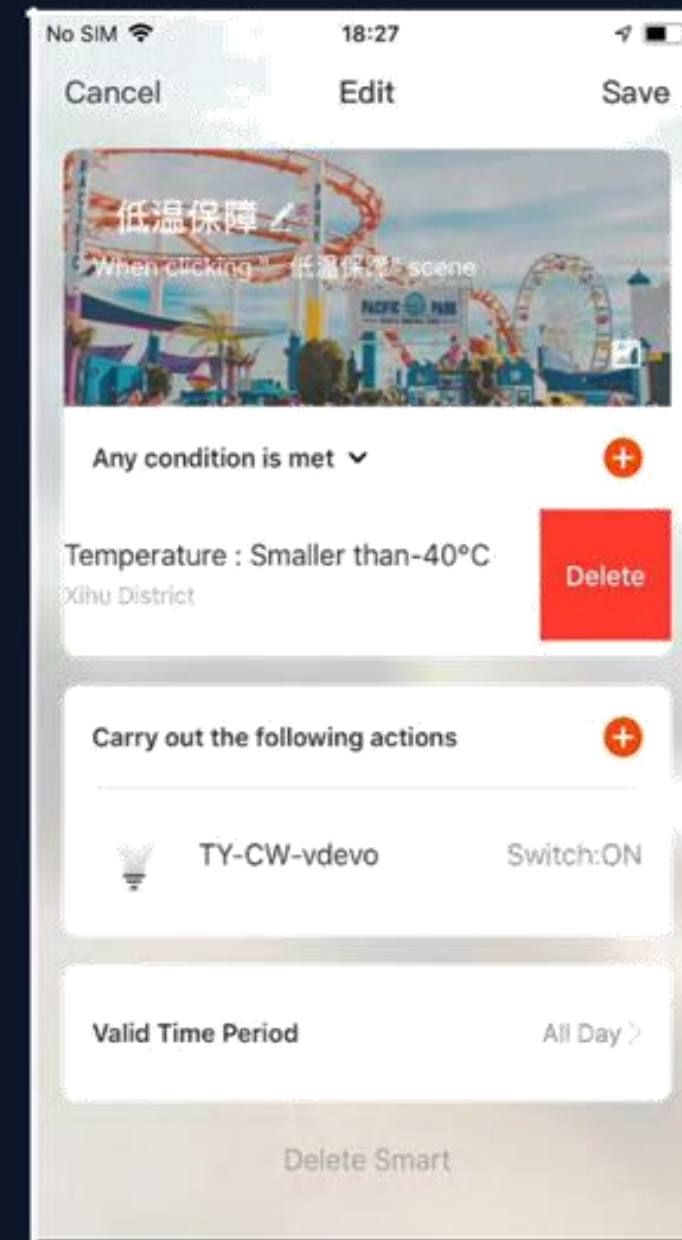 No SIM 18:27
Cancel Edit Save
低温保障
When clicking " 低温保障" scene
PACIFIC PARK
Any condition is met
Temperature : Smaller than-40°C
Delete
Xihu District
Carry out the following actions
TY-CW-vdevo Switch:ON
Valid Time Period All Day
Delete Smart